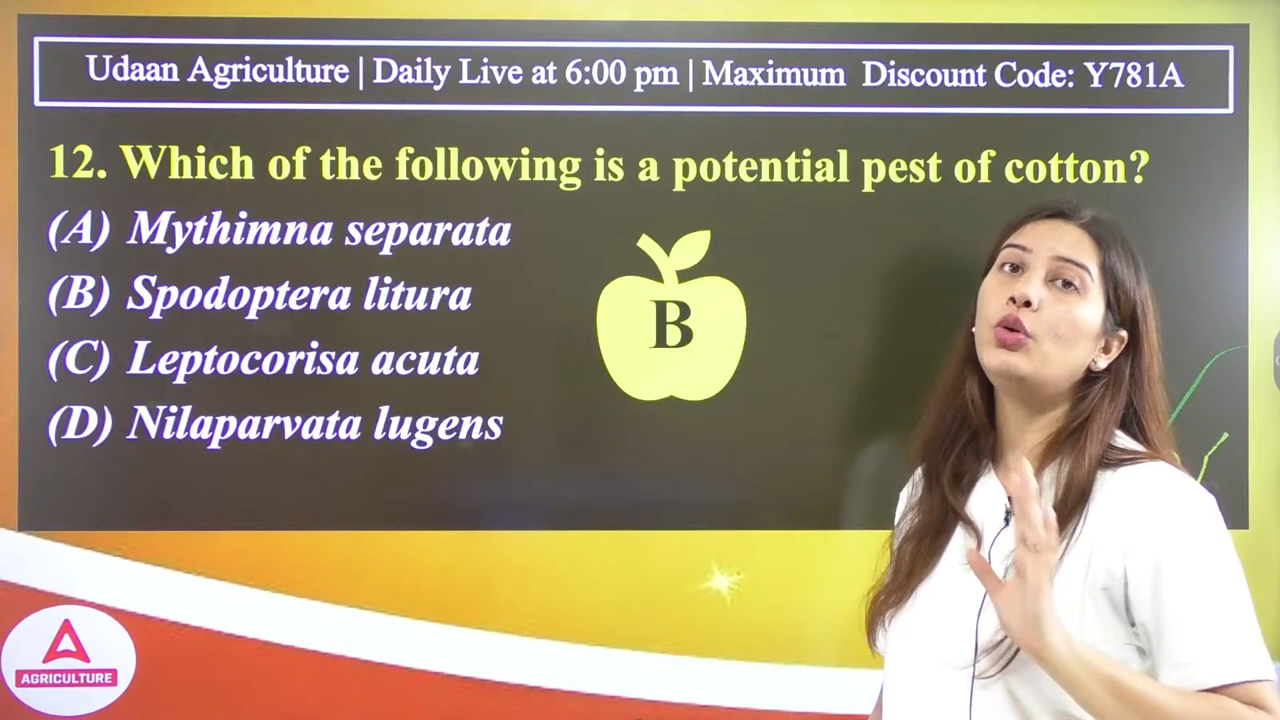 Udaan Agriculture | Daily Live at 6:00 pm | Maximum Discount Code: Y781A
12. Which of the following is a potential pest of cotton?
(A) Mythimna separata
(B) Spodoptera litura
(C) Leptocorisa acuta
(D) Nilaparvata lugens
B
AGRICULTURE